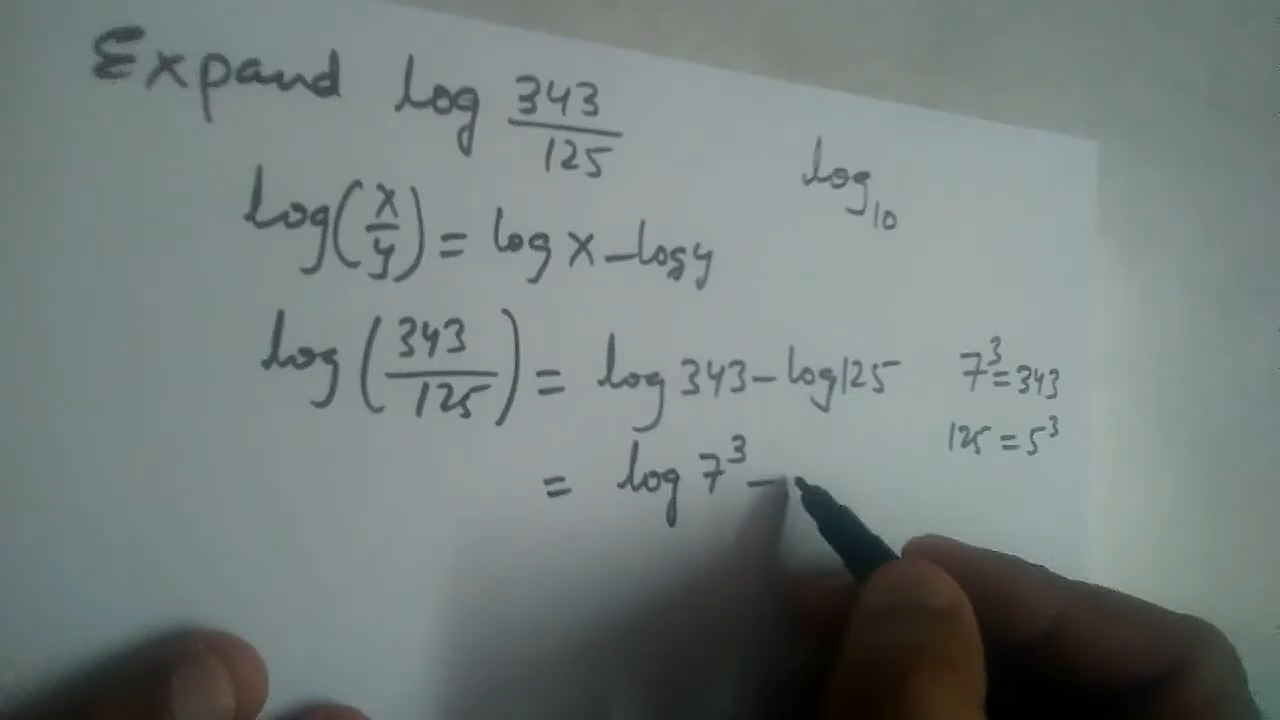 Expand log 343/125
log₁₀
log(x/y) = log x - log y
log(343/125) = log 343 - log 125
7³ = 343
125 = 5³
= log 7³ -